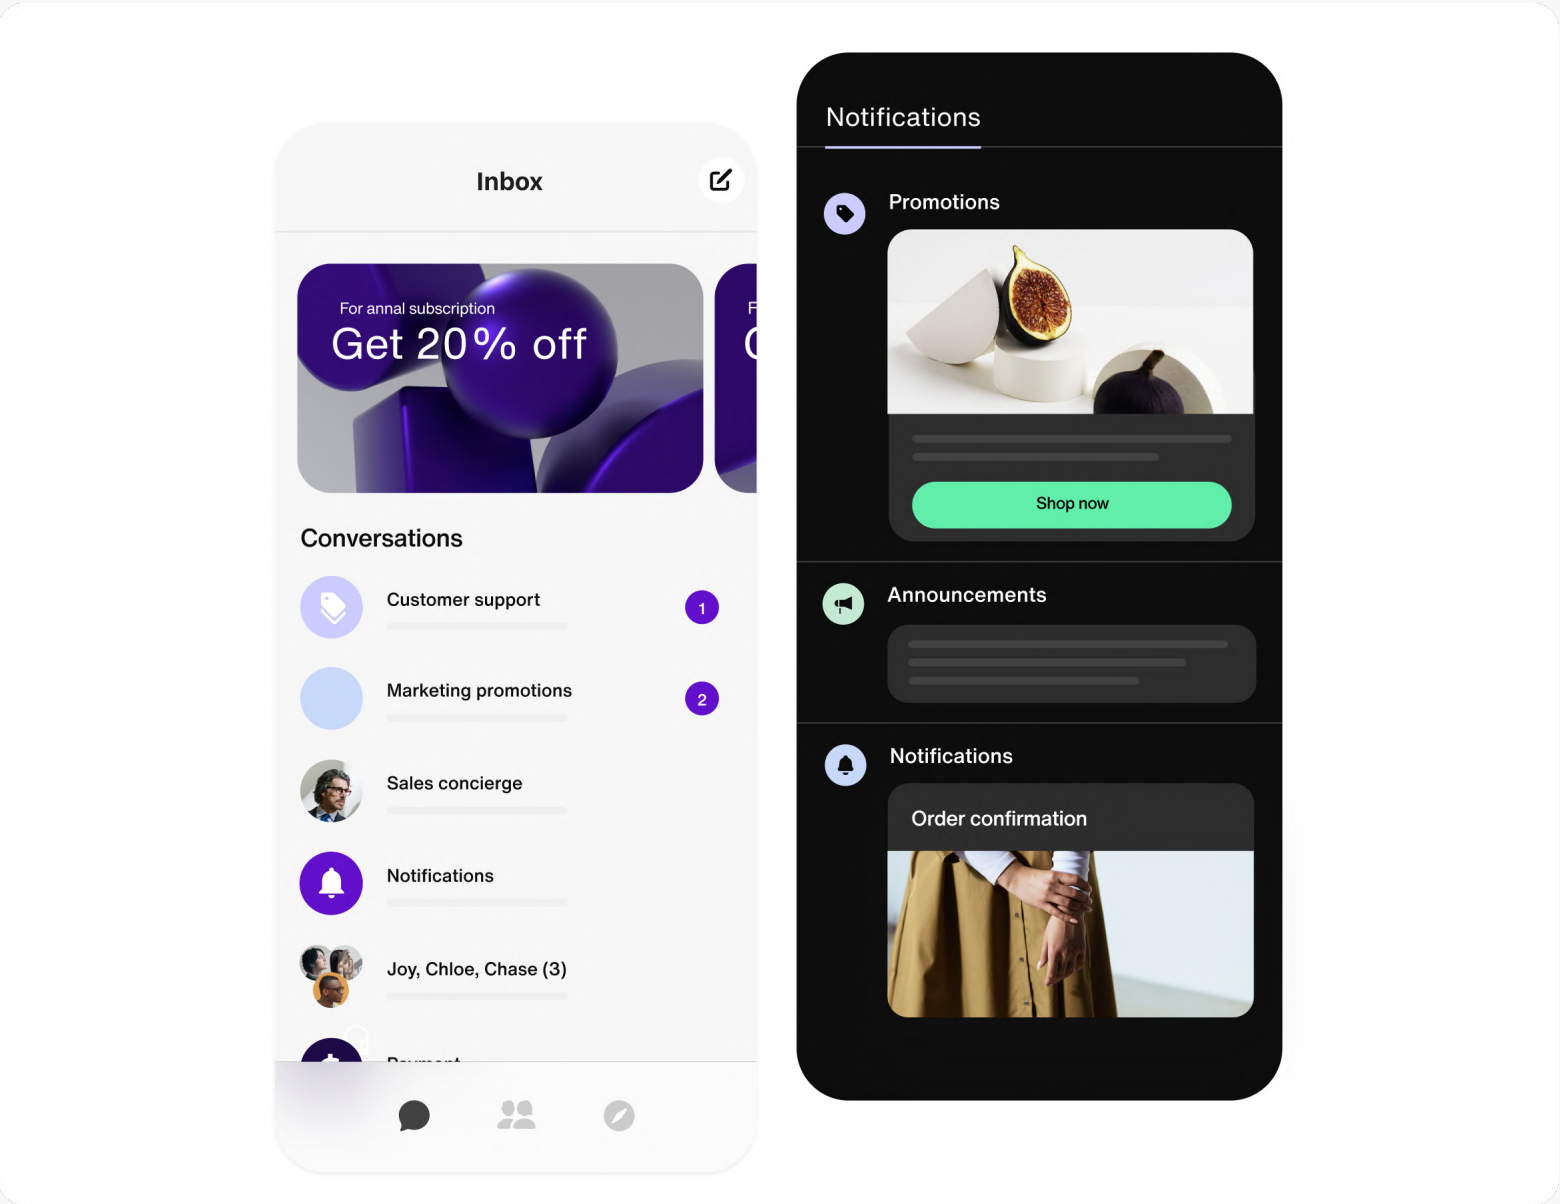 Inbox
For annal subscription
Get 20% off
Conversations
Customer support
1
Marketing promotions
2
Sales concierge
Notifications
Joy, Chloe, Chase (3)
Notifications
Promotions
Shop now
Announcements
Notifications
Order confirmation